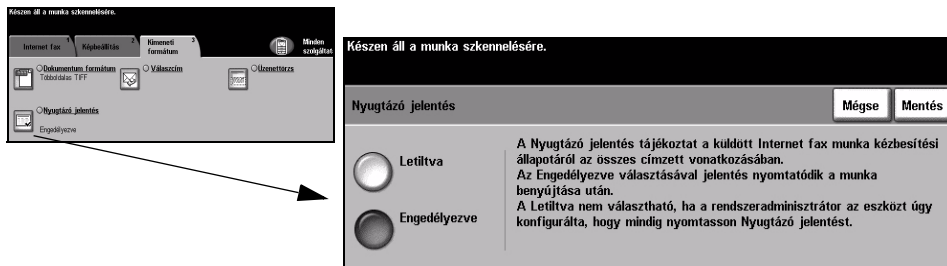 Készen áll a munka szkennelésére.
Internet fax 1
Képbeállítás 2
Kimeneti formátum 3
Minden szolgáltat
Dokumentum formátum
Többoldalas TIFF
Válaszcím
Üzenettörzs
Nyugtázó jelentés
Engedélyezve
Készen áll a munka szkennelésére.
Nyugtázó jelentés
Mégse
Mentés
Letiltva
Engedélyezve
A Nyugtázó jelentés tájékoztat a küldött Internet fax munka kézbesítési
állapotáról az összes címzett vonatkozásában.
Az Engedélyezve választásával jelentés nyomtatódik a munka
benyújtása után.
A Letiltva nem választható, ha a rendszeradminisztrátor az eszközt úgy
konfigurálta, hogy mindig nyomtasson Nyugtázó jelentést.